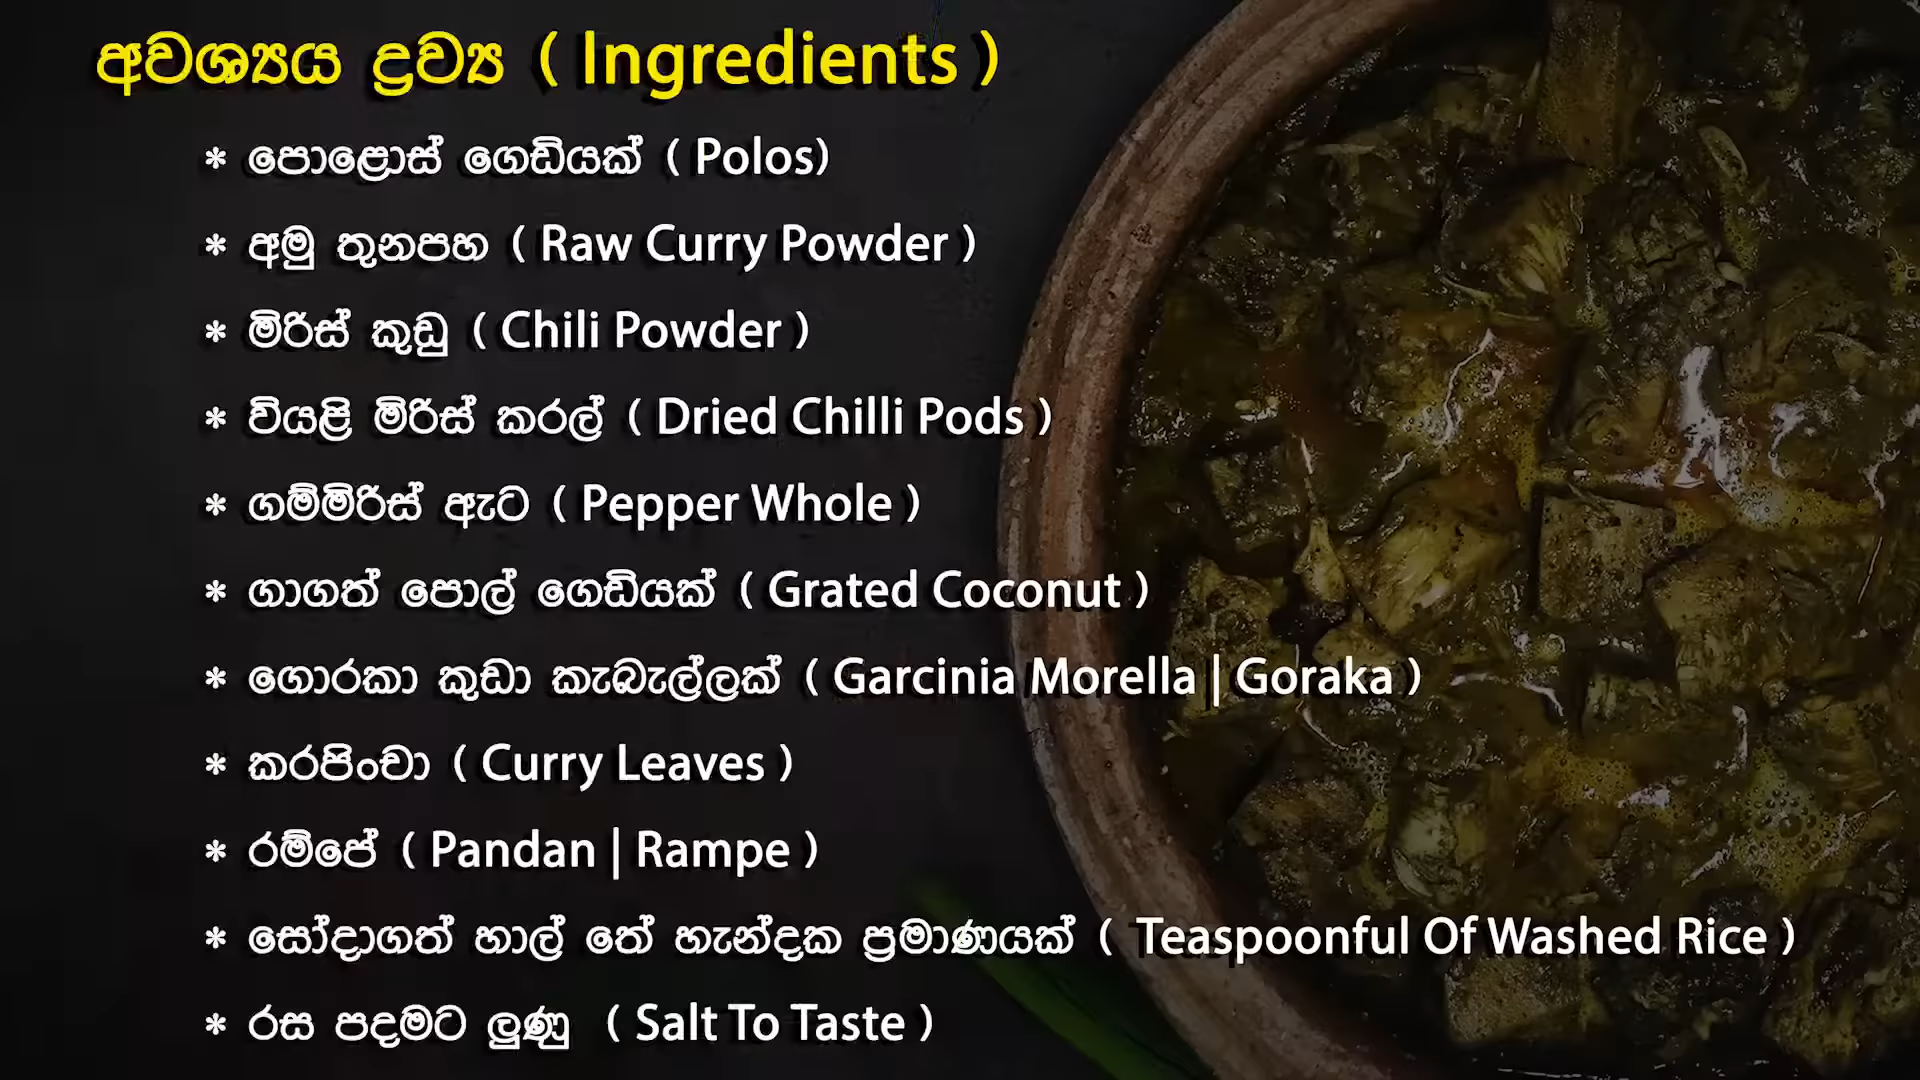 අවශ්‍යය ද්‍රව්‍ය ( Ingredients )
* පොළොස් ගෙඩියක් ( Polos)
* අමු තුනපහ ( Raw Curry Powder )
* මිරිස් කුඩු ( Chili Powder )
* වියළි මිරිස් කරල් ( Dried Chilli Pods )
* ගම්මිරිස් ඇට ( Pepper Whole )
* ගාගත් පොල් ගෙඩියක් ( Grated Coconut )
* ගොරකා කුඩා කැබැල්ලක් ( Garcinia Morella | Goraka )
* කරපිංචා ( Curry Leaves )
* රම්පේ ( Pandan | Rampe )
* සෝදාගත් හාල් තේ හැන්දක ප්‍රමාණයක් ( Teaspoonful Of Washed Rice )
* රස පදමට ලුණු ( Salt To Taste )